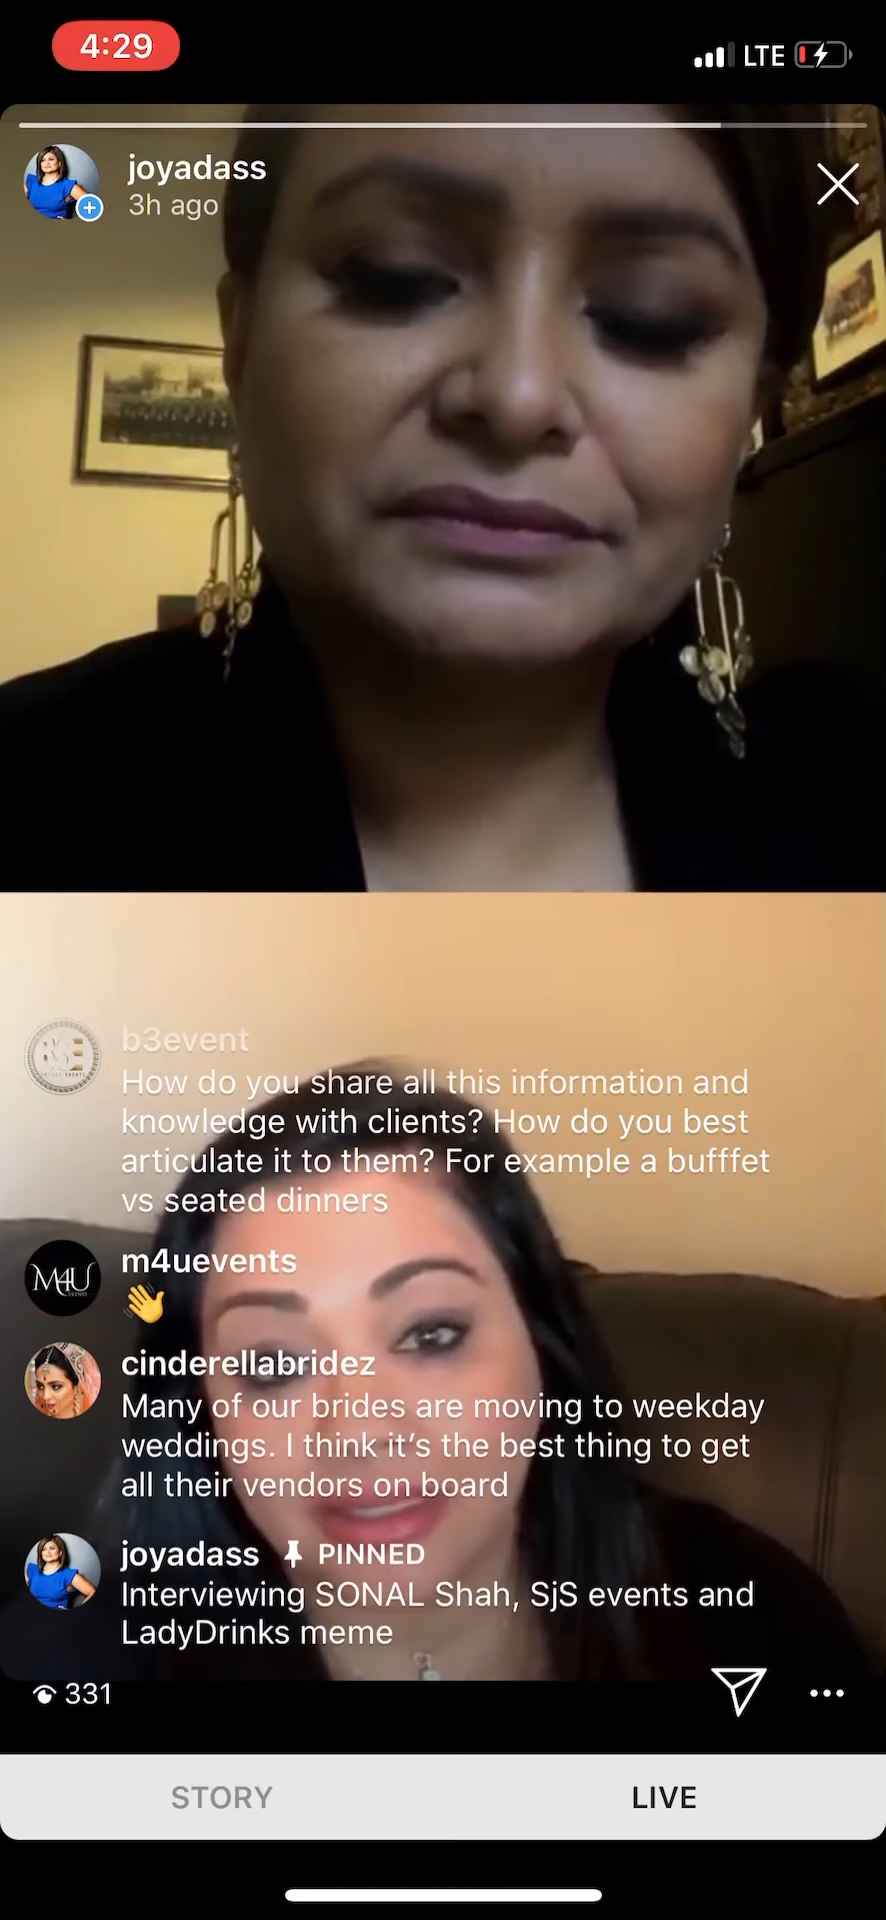 4:29
LTE
joyadass
3h ago
b3event
How do you share all this information and
knowledge with clients? How do you best
articulate it to them? For example a bufffet
vs seated dinners
m4uevents
M4U
EVENTS
cinderellabridez
Many of our brides are moving to weekday
weddings. I think it's the best thing to get
all their vendors on board
joyadass PINNED
Interviewing SONAL Shah, SjS events and
LadyDrinks meme
331
STORY
LIVE